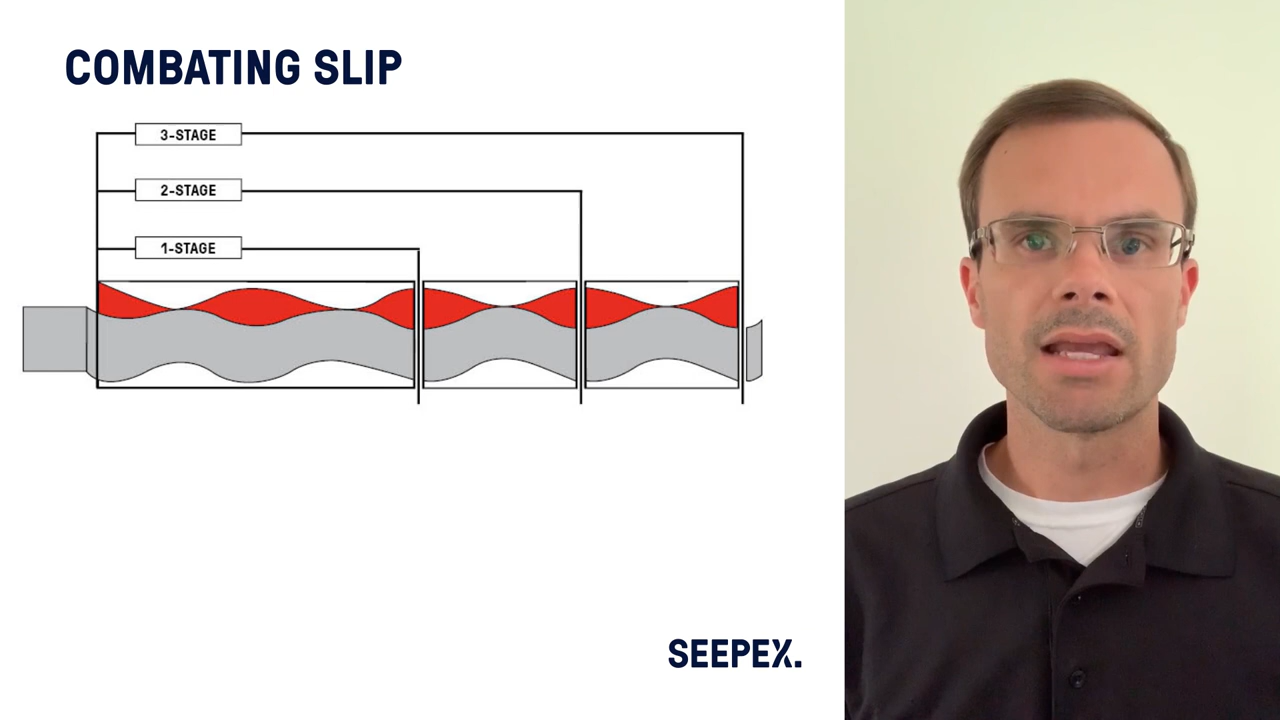 COMBATING SLIP
3-STAGE
2-STAGE
1-STAGE
SEEPEX.